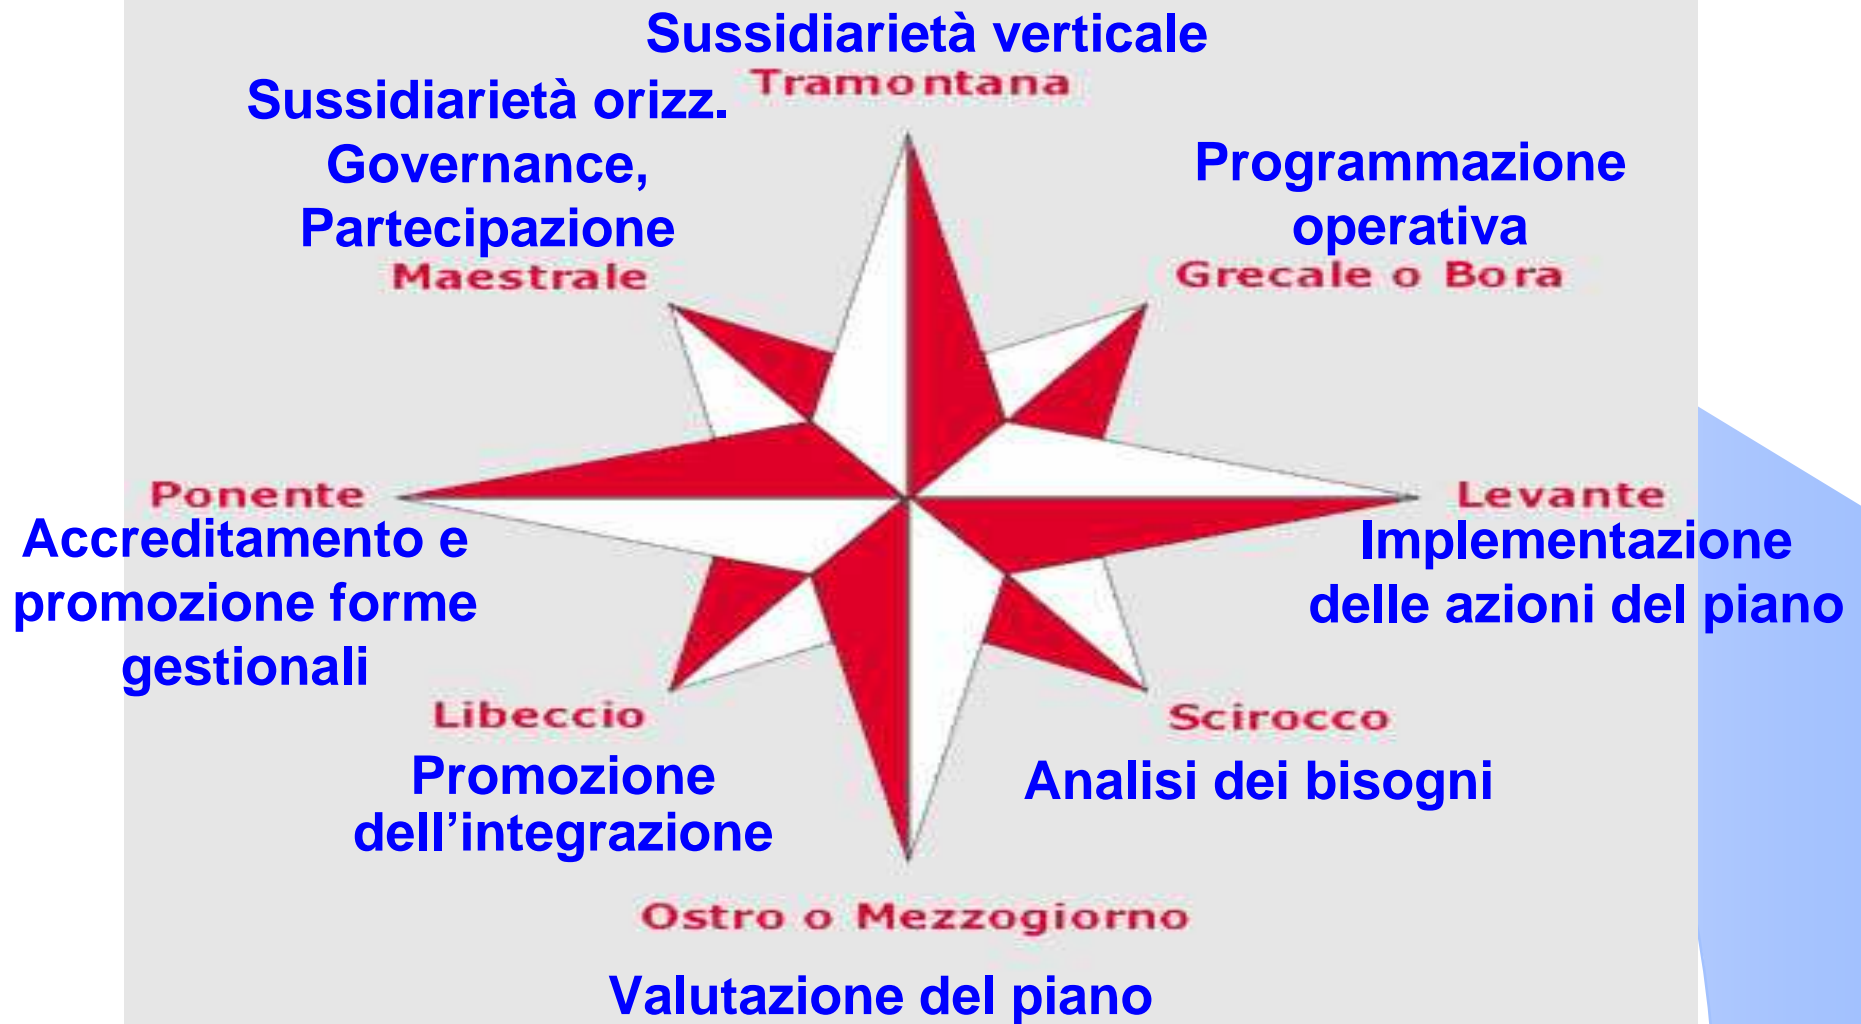 Sussidiarietà verticale
Tramontana
Sussidiarietà orizz.
Governance,
Partecipazione
Maestrale
Programmazione
operativa
Grecale o Bora
Ponente
Accreditamento e
promozione forme
gestionali
Levante
Implementazione
delle azioni del piano
Libeccio
Promozione
dell’integrazione
Scirocco
Analisi dei bisogni
Ostro o Mezzogiorno
Valutazione del piano